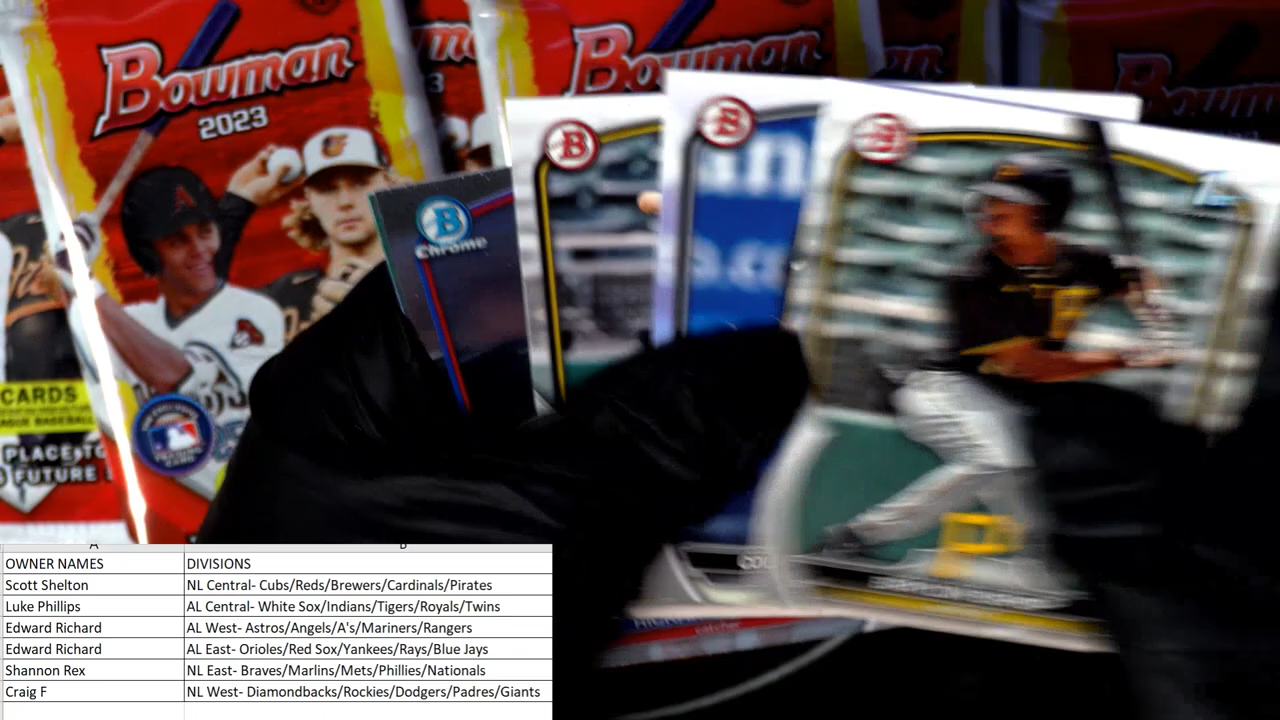 Bowman
2023
Bowman
CARDS
PLACE TO
FUTURE
B
Chrome
B
B
B
catcher
A
B
OWNER NAMES
DIVISIONS
Scott Shelton
NL Central- Cubs/Reds/Brewers/Cardinals/Pirates
Luke Phillips
AL Central- White Sox/Indians/Tigers/Royals/Twins
Edward Richard
AL West- Astros/Angels/A's/Mariners/Rangers
Edward Richard
AL East- Orioles/Red Sox/Yankees/Rays/Blue Jays
Shannon Rex
NL East- Braves/Marlins/Mets/Phillies/Nationals
Craig F
NL West- Diamondbacks/Rockies/Dodgers/Padres/Giants